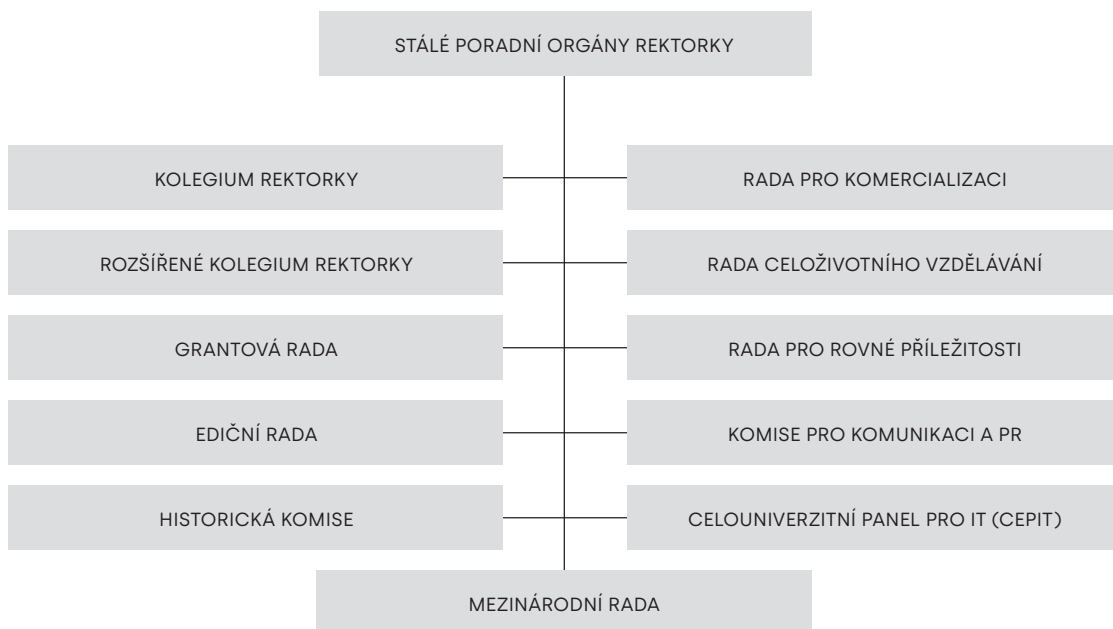 STÁLÉ PORADNÍ ORGÁNY REKTORKY
KOLEGIUM REKTORKY
RADA PRO KOMERCIALIZACI
ROZŠÍŘENÉ KOLEGIUM REKTORKY
RADA CELOŽIVOTNÍHO VZDĚLÁVÁNÍ
GRANTOVÁ RADA
RADA PRO ROVNÉ PŘÍLEŽITOSTI
EDIČNÍ RADA
KOMISE PRO KOMUNIKACI A PR
HISTORICKÁ KOMISE
CELOUNIVERZITNÍ PANEL PRO IT (CEPIT)
MEZINÁRODNÍ RADA